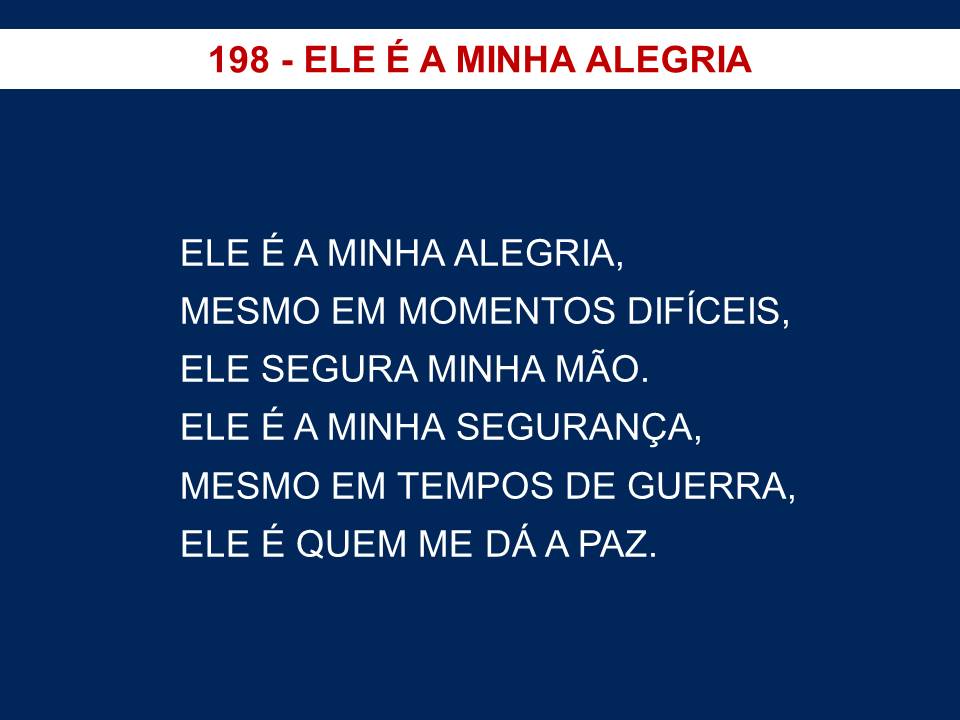 198 - ELE É A MINHA ALEGRIA
ELE É A MINHA ALEGRIA,
MESMO EM MOMENTOS DIFÍCEIS,
ELE SEGURA MINHA MÃO.
ELE É A MINHA SEGURANÇA,
MESMO EM TEMPOS DE GUERRA,
ELE É QUEM ME DÁ A PAZ.